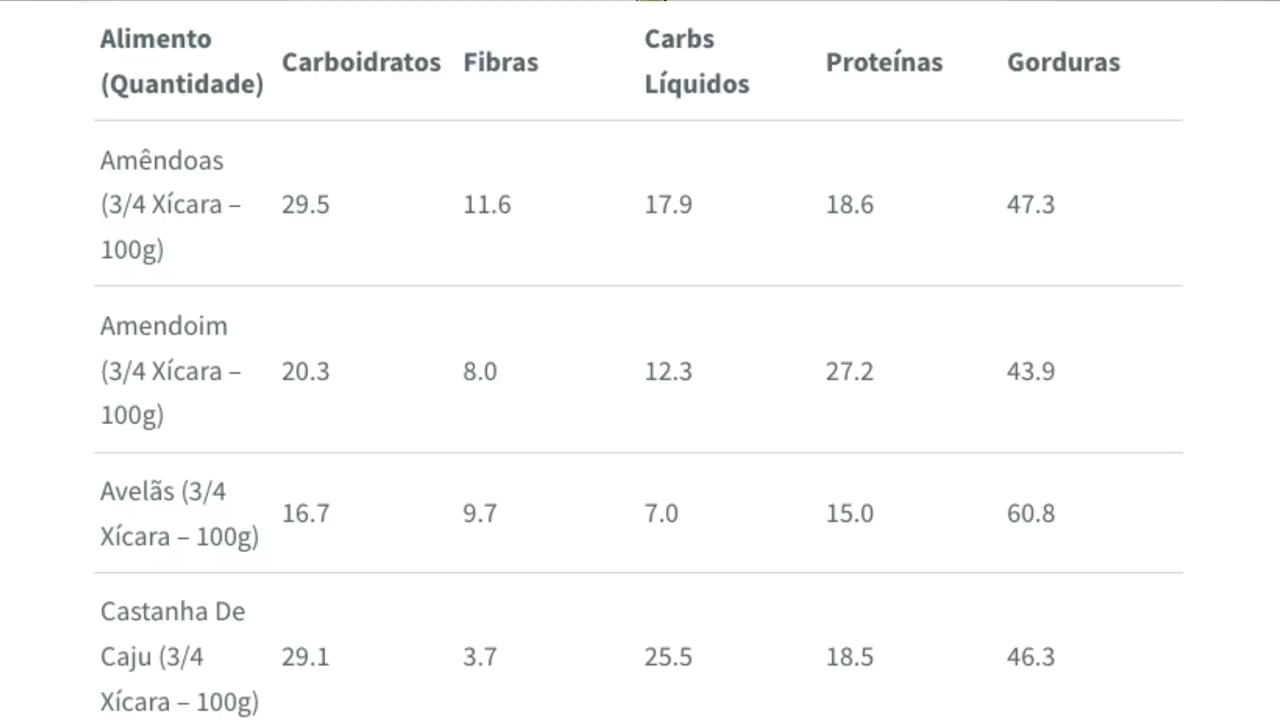 Alimento
(Quantidade)
Carboidratos
Fibras
Carbs
Líquidos
Proteínas
Gorduras
Amêndoas
(3/4 Xícara –
100g)
29.5
11.6
17.9
18.6
47.3
Amendoim
(3/4 Xícara –
100g)
20.3
8.0
12.3
27.2
43.9
Avelãs (3/4
Xícara – 100g)
16.7
9.7
7.0
15.0
60.8
Castanha De
Caju (3/4
Xícara – 100g)
29.1
3.7
25.5
18.5
46.3